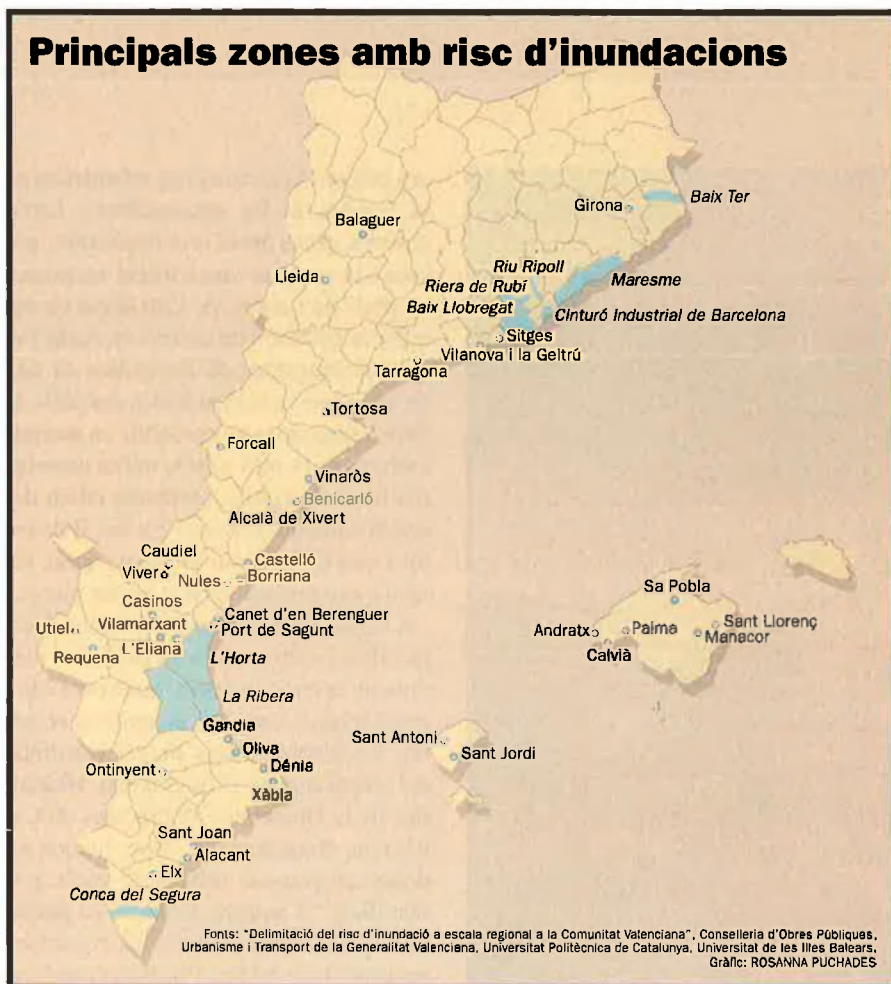 Principals zones amb risc d'inundacions
Girona
Baix Ter
Balaguer
Lleida
Riu Ripoll
Riera de Rubí
Maresme
Baix Llobregat
Cinturó Industrial de Barcelona
Sitges
Vilanova i la Geltrú
Tarragona
Tortosa
Forcall
Vinaròs
Benicarló
Alcalà de Xivert
Caudiel
Castelló
Viver
Nules
Borriana
Casinos
Canet d'en Berenguer
Utiel
Vilamarxant
Port de Sagunt
Requena
L'Eliana
L'Horta
La Ribera
Gandia
Oliva
Ontinyent
Dénia
Xàbia
Sant Joan
Alacant
Elx
Conca del Segura
Sa Pobla
Andratx
Palma
Sant Llorenç
Manacor
Calvià
Sant Antoni
Sant Jordi
Fonts: "Delimitació del risc d'inundació a escala regional a la Comunitat Valenciana", Conselleria d'Obres Públiques,
Urbanisme i Transport de la Generalitat Valenciana, Universitat Politècnica de Catalunya, Universitat de les Illes Balears.
Gràfic: ROSANNA PUCHADES